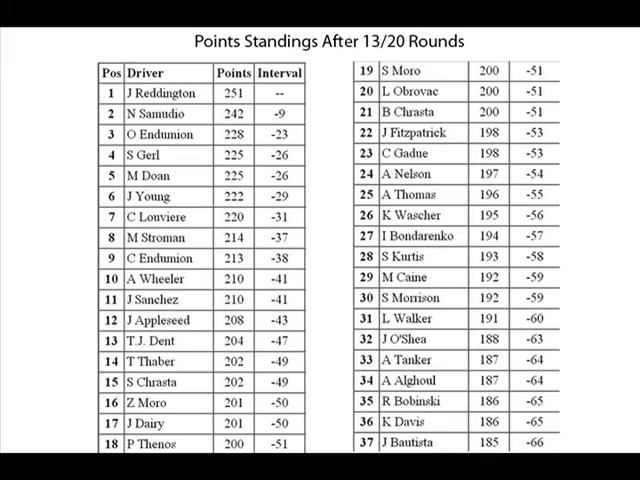 Points Standings After 13/20 Rounds
Pos Driver Points Interval
1 J Reddington 251 --
2 N Samudio 242 -9
3 O Endumion 228 -23
4 S Gerl 225 -26
5 M Doan 225 -26
6 J Young 222 -29
7 C Louviere 220 -31
8 M Stroman 214 -37
9 C Endumion 213 -38
10 A Wheeler 210 -41
11 J Sanchez 210 -41
12 J Appleseed 208 -43
13 T.J. Dent 204 -47
14 T Thaber 202 -49
15 S Chrasta 202 -49
16 Z Moro 201 -50
17 J Dairy 201 -50
18 P Thenos 200 -51
19 S Moro 200 -51
20 L Obrovac 200 -51
21 B Chrasta 200 -51
22 J Fitzpatrick 198 -53
23 C Gadue 198 -53
24 A Nelson 197 -54
25 A Thomas 196 -55
26 K Wascher 195 -56
27 I Bondarenko 194 -57
28 S Kurtis 193 -58
29 M Caine 192 -59
30 S Morrison 192 -59
31 L Walker 191 -60
32 J O'Shea 188 -63
33 A Tanker 187 -64
34 A Alghoul 187 -64
35 R Bobinski 186 -65
36 K Davis 186 -65
37 J Bautista 185 -66